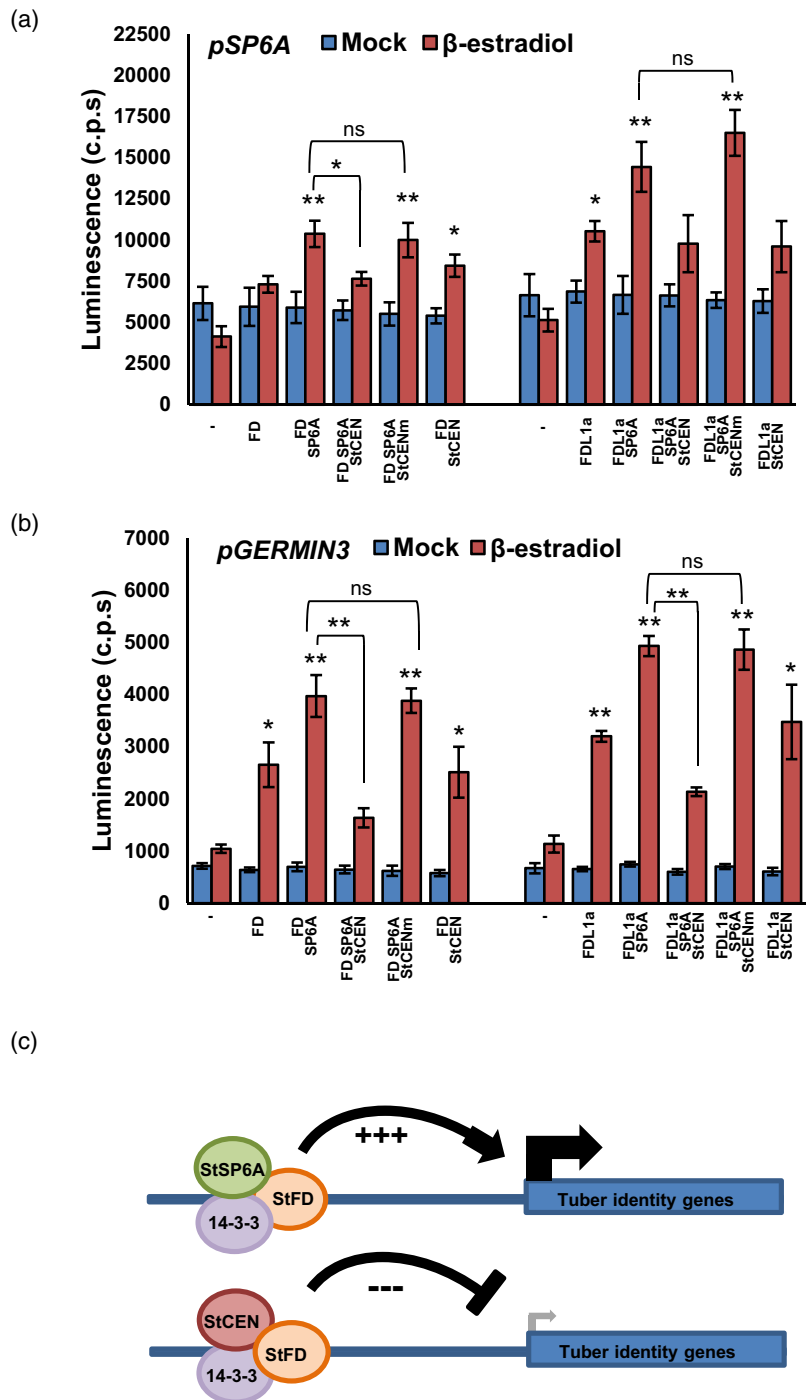 (a)
22500
20000
17500
15000
12500
10000
7500
5000
2500
0
Luminescence (c.p.s)
pSP6A Mock β-estradiol
ns
*
**
**
*
ns
*
**
**
-
FD
FD
SP6A
FD SP6A
StCEN
FD SP6A
StCENm
FD
StCEN
-
FDL1a
FDL1a
SP6A
FDL1a
SP6A
StCEN
FDL1a
SP6A
StCENm
FDL1a
StCEN
(b)
7000
6000
5000
4000
3000
2000
1000
0
Luminescence (c.p.s)
pGERMIN3 Mock β-estradiol
ns
**
*
**
**
*
ns
**
**
**
**
*
-
FD
FD
SP6A
FD SP6A
StCEN
FD SP6A
StCENm
FD
StCEN
-
FDL1a
FDL1a
SP6A
FDL1a
SP6A
StCEN
FDL1a
SP6A
StCENm
FDL1a
StCEN
(c)
+++
StSP6A
StFD
14-3-3
Tuber identity genes
---
StCEN
StFD
14-3-3
Tuber identity genes